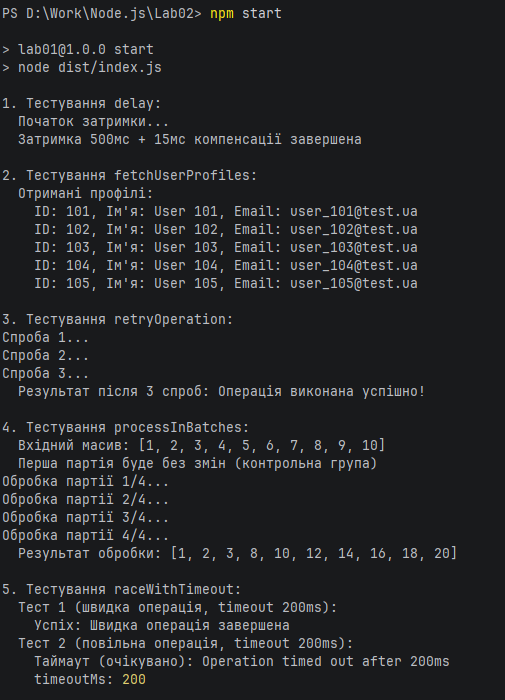 PS D:\Work\Node.js\Lab02> npm start
> lab01@1.0.0 start
> node dist/index.js
1. Тестування delay:
Початок затримки...
Затримка 500мс + 15мс компенсації завершена
2. Тестування fetchUserProfiles:
Отримані профілі:
ID: 101, Ім'я: User 101, Email: user_101@test.ua
ID: 102, Ім'я: User 102, Email: user_102@test.ua
ID: 103, Ім'я: User 103, Email: user_103@test.ua
ID: 104, Ім'я: User 104, Email: user_104@test.ua
ID: 105, Ім'я: User 105, Email: user_105@test.ua
3. Тестування retryOperation:
Спроба 1...
Спроба 2...
Спроба 3...
Результат після 3 спроб: Операція виконана успішно!
4. Тестування processInBatches:
Вхідний масив: [1, 2, 3, 4, 5, 6, 7, 8, 9, 10]
Перша партія буде без змін (контрольна група)
Обробка партії 1/4...
Обробка партії 2/4...
Обробка партії 3/4...
Обробка партії 4/4...
Результат обробки: [1, 2, 3, 8, 10, 12, 14, 16, 18, 20]
5. Тестування raceWithTimeout:
Тест 1 (швидка операція, timeout 200ms):
Успіх: Швидка операція завершена
Тест 2 (повільна операція, timeout 200ms):
Таймаут (очікувано): Operation timed out after 200ms
timeoutMs: 200